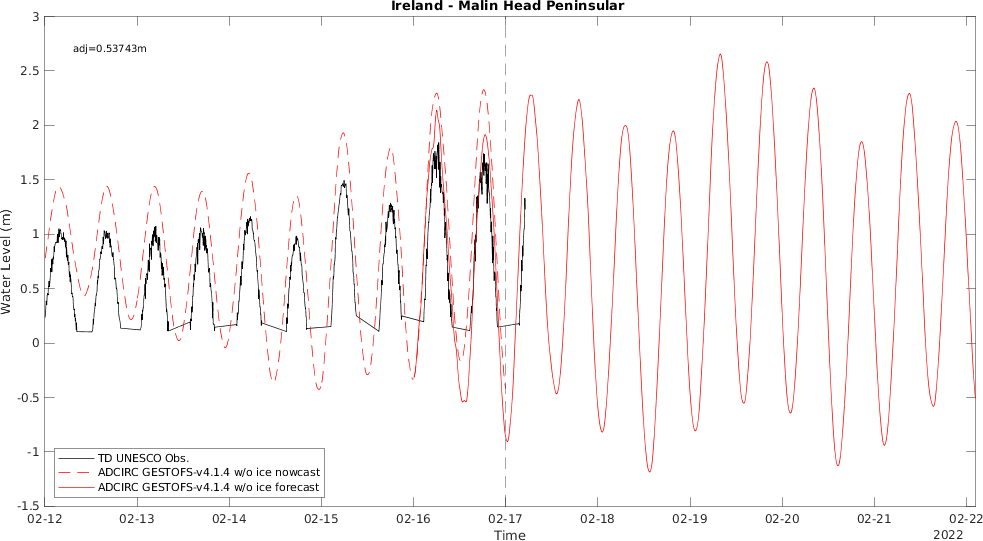 Ireland - Malin Head Peninsular
adj=0.53743m
3
2.5
2
1.5
1
0.5
0
-0.5
-1
-1.5
Water Level (m)
TD UNESCO Obs.
ADCIRC GESTOFS-v4.1.4 w/o ice nowcast
ADCIRC GESTOFS-v4.1.4 w/o ice forecast
02-12 02-13 02-14 02-15 02-16 02-17 02-18 02-19 02-20 02-21 02-22
Time
2022